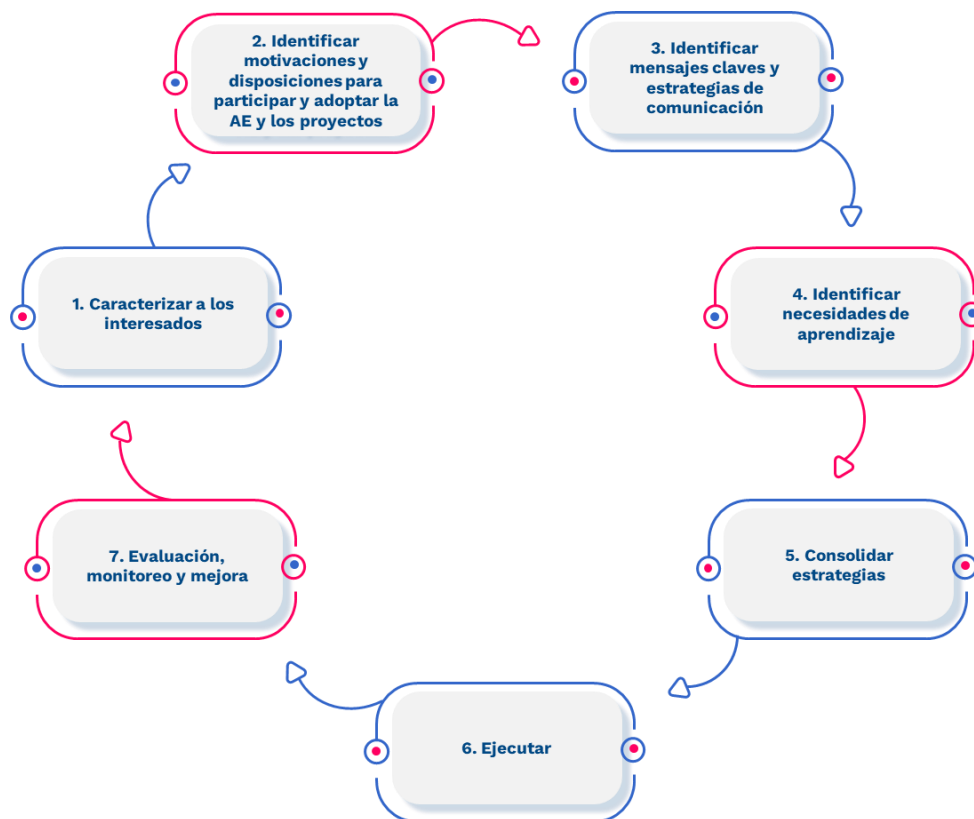 1. Caracterizar a los
interesados
2. Identificar
motivaciones y
disposiciones para
participar y adoptar la
AE y los proyectos
3. Identificar
mensajes claves y
estrategias de
comunicación
4. Identificar
necesidades de
aprendizaje
5. Consolidar
estrategias
6. Ejecutar
7. Evaluación,
monitoreo y mejora